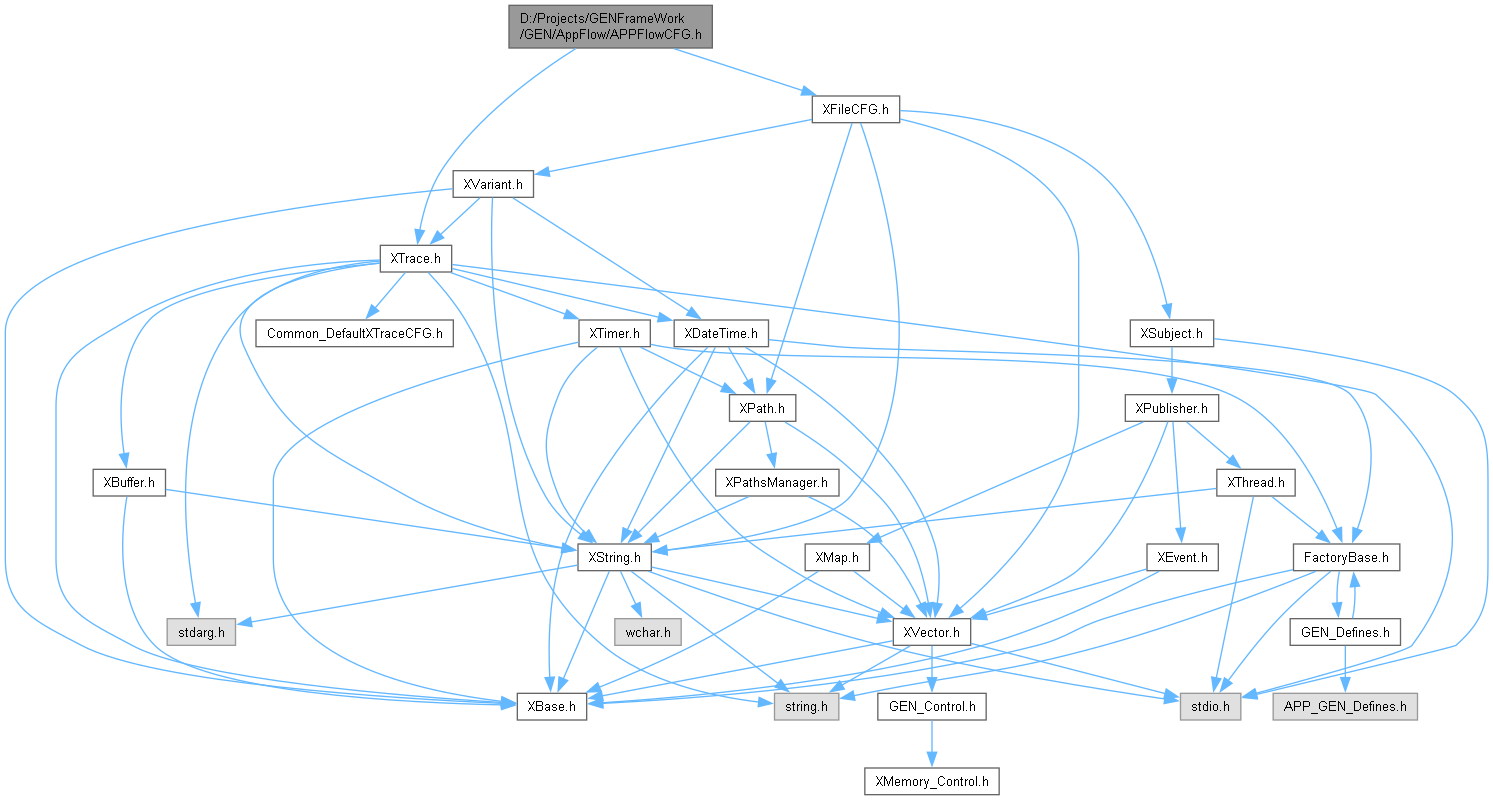 D:/Projects/GENFrameWork
/GEN/AppFlow/APPFlowCFG.h
XFileCFG.h
XVariant.h
XTrace.h
Common_DefaultXTraceCFG.h
XTimer.h
XDateTime.h
XSubject.h
XPath.h
XPublisher.h
XBuffer.h
XPathsManager.h
XThread.h
XString.h
XMap.h
XEvent.h
FactoryBase.h
stdarg.h
wchar.h
XVector.h
GEN_Defines.h
XBase.h
string.h
GEN_Control.h
stdio.h
APP_GEN_Defines.h
XMemory_Control.h